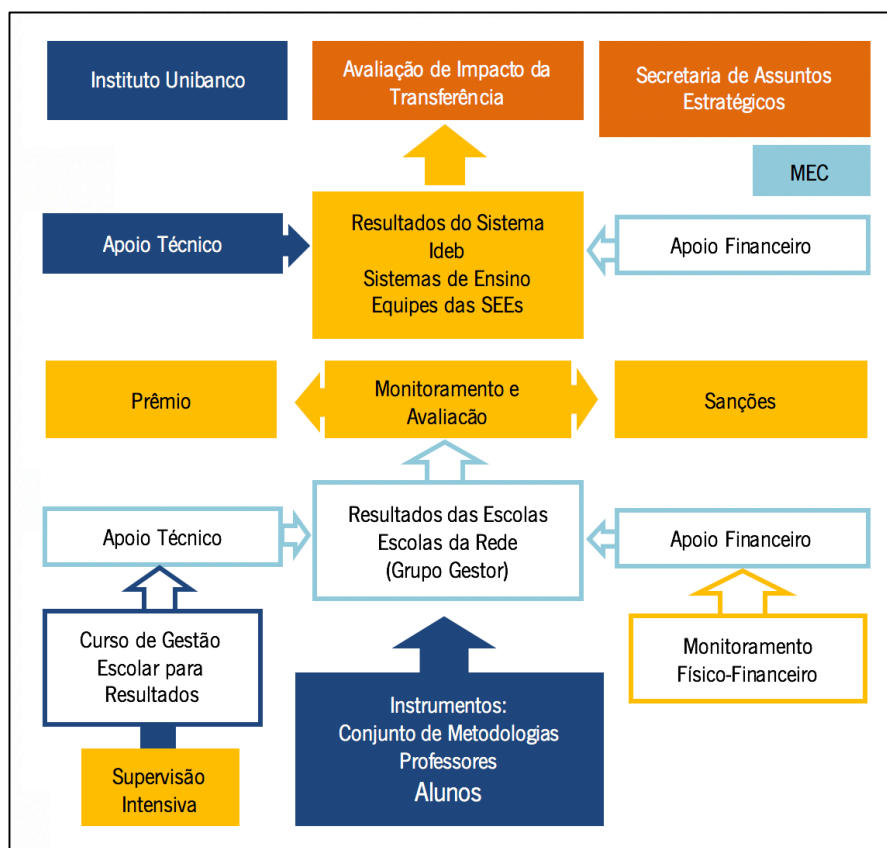 Instituto Unibanco
Avaliação de Impacto da
Transferência
Secretaria de Assuntos
Estratégicos
MEC
Apoio Técnico
Resultados do Sistema
Ideb
Sistemas de Ensino
Equipes das SEEs
Apoio Financeiro
Prêmio
Monitoramento e
Avaliacão
Sanções
Apoio Técnico
Resultados das Escolas
Escolas da Rede
(Grupo Gestor)
Apoio Financeiro
Curso de Gestão
Escolar para
Resultados
Monitoramento
Físico-Financeiro
Instrumentos:
Conjunto de Metodologias
Professores
Alunos
Supervisão
Intensiva